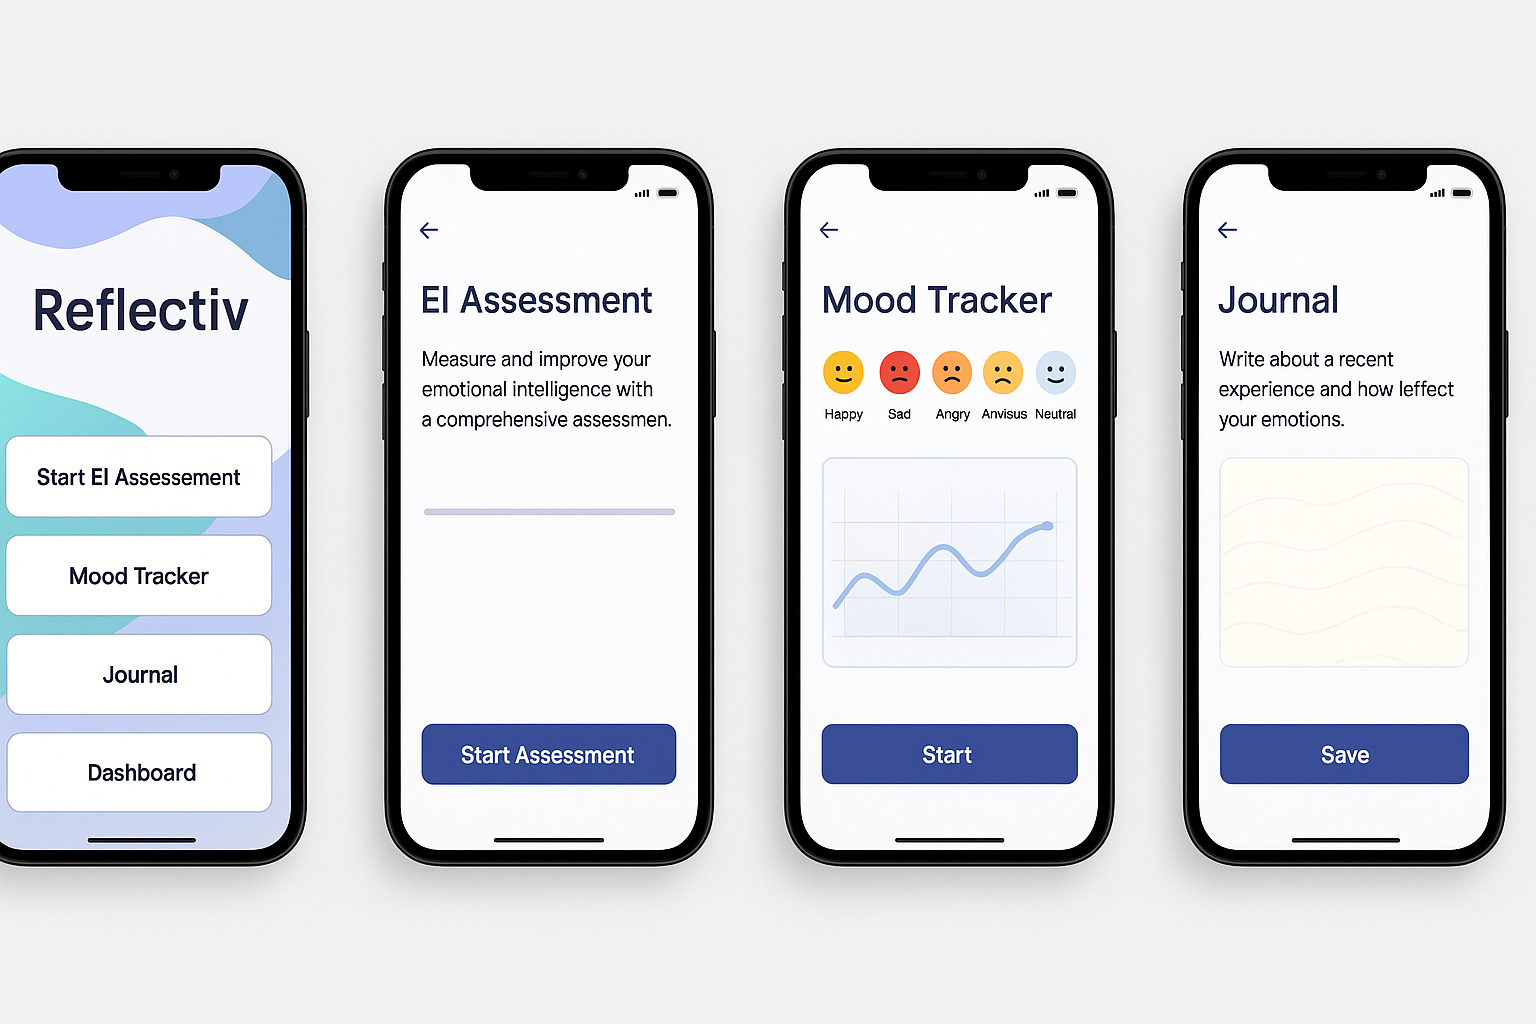 Reflectiv
Start EI Assessement
Mood Tracker
Journal
Dashboard
EI Assessment
Measure and improve your
emotional intelligence with
a comprehensive assessmen.
Start Assessment
Mood Tracker
Happy Sad Angry Anvisus Neutral
Start
Journal
Write about a recent
experience and how leffect
your emotions.
Save